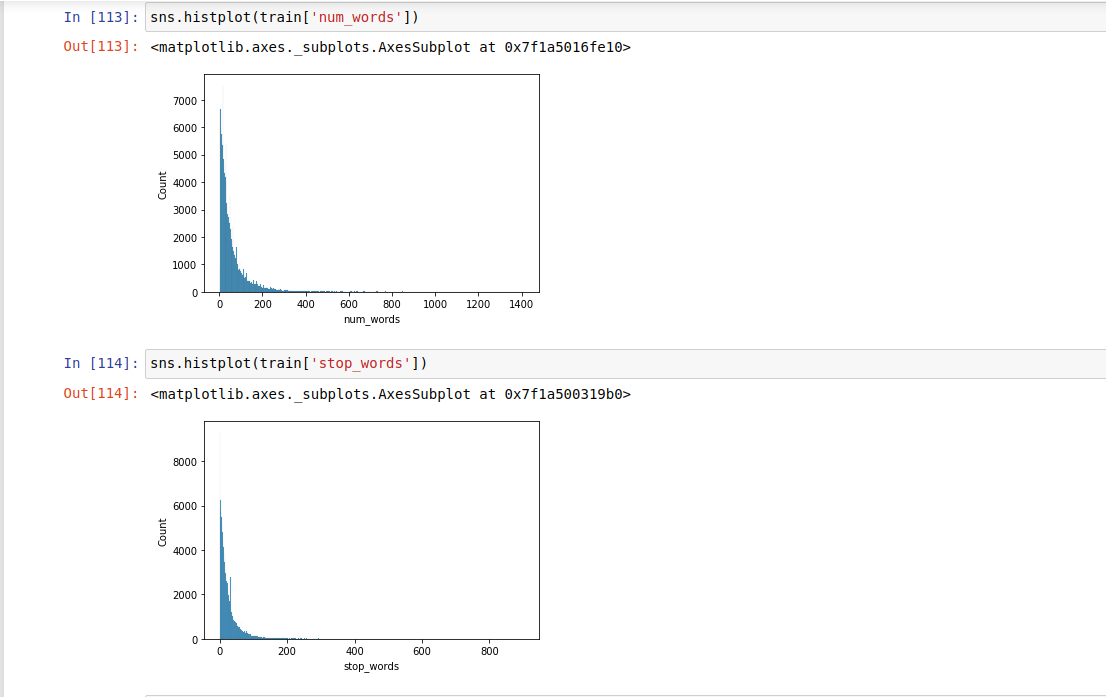 In [113]: sns.histplot(train['num_words'])
Out[113]: <matplotlib.axes._subplots.AxesSubplot at 0x7f1a5016fe10>
7000
6000
5000
4000
3000
2000
1000
0
Count
0 200 400 600 800 1000 1200 1400
num_words
In [114]: sns.histplot(train['stop_words'])
Out[114]: <matplotlib.axes._subplots.AxesSubplot at 0x7f1a500319b0>
8000
6000
4000
2000
0
Count
0 200 400 600 800
stop_words